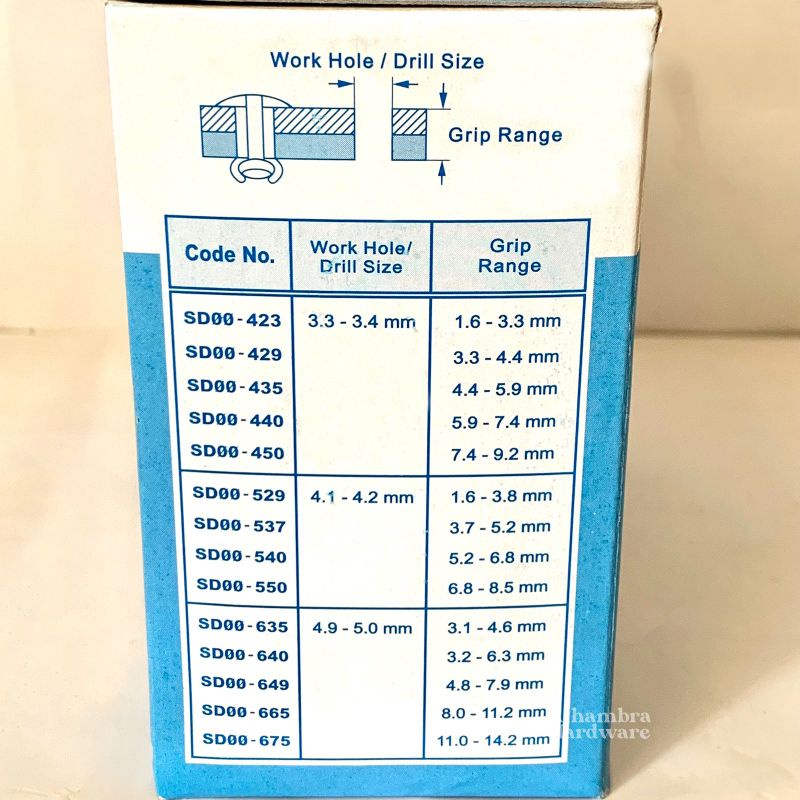 Work Hole / Drill Size
Grip Range
Code No.
Work Hole/
Drill Size
Grip
Range
SD00-423 3.3 - 3.4 mm 1.6 - 3.3 mm
SD00-429 3.3 - 4.4 mm
SD00-435 4.4 - 5.9 mm
SD00-440 5.9 - 7.4 mm
SD00-450 7.4 - 9.2 mm
SD00-529 4.1 - 4.2 mm 1.6 - 3.8 mm
SD00-537 3.7 - 5.2 mm
SD00-540 5.2 - 6.8 mm
SD00-550 6.8 - 8.5 mm
SD00-635 4.9 - 5.0 mm 3.1 - 4.6 mm
SD00-640 3.2 - 6.3 mm
SD00-649 4.8 - 7.9 mm
SD00-665 8.0 - 11.2 mm
SD00-675 11.0 - 14.2 mm